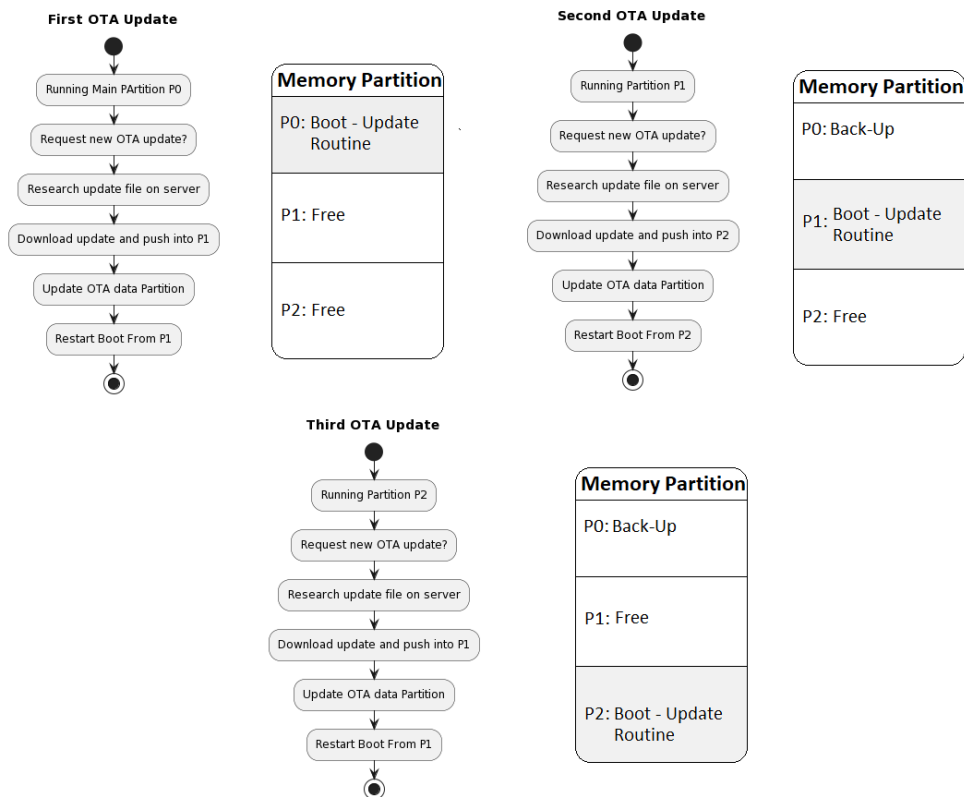 First OTA Update
Running Main PArtition P0
Request new OTA update?
Research update file on server
Download update and push into P1
Update OTA data Partition
Restart Boot From P1
Memory Partition
P0: Boot - Update
Routine
P1: Free
P2: Free
Second OTA Update
Running Partition P1
Request new OTA update?
Research update file on server
Download update and push into P2
Update OTA data Partition
Restart Boot From P2
Memory Partition
P0: Back-Up
P1: Boot - Update
Routine
P2: Free
Third OTA Update
Running Partition P2
Request new OTA update?
Research update file on server
Download update and push into P1
Update OTA data Partition
Restart Boot From P1
Memory Partition
P0: Back-Up
P1: Free
P2: Boot - Update
Routine